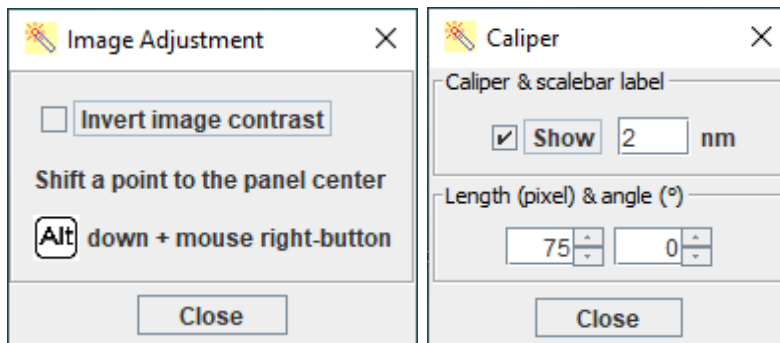 Image Adjustment
Invert image contrast
Shift a point to the panel center
Alt down + mouse right-button
Close
Caliper
Caliper & scalebar label
Show 2 nm
Length (pixel) & angle (°)
75 0
Close